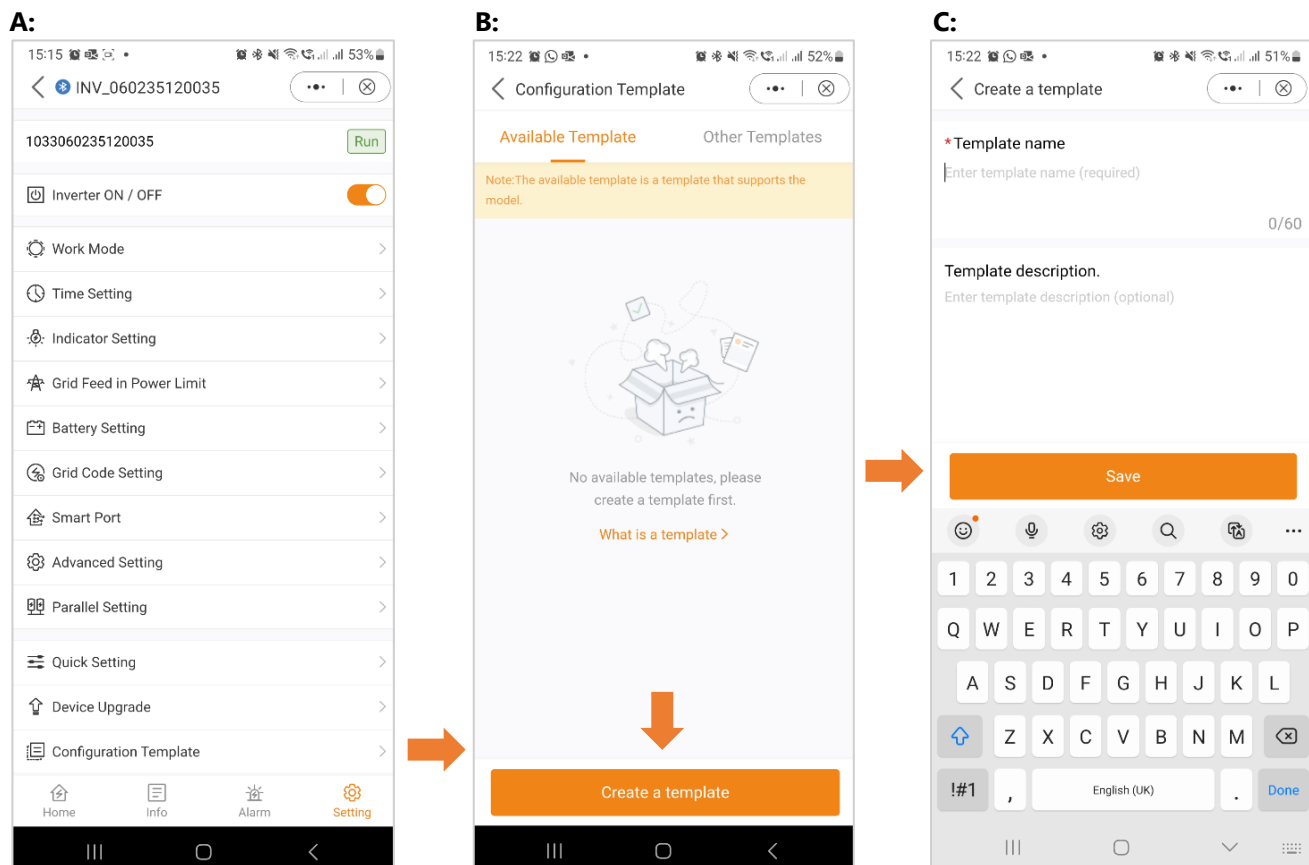 A:
15:15
53%
INV_060235120035
1033060235120035
Run
Inverter ON / OFF
Work Mode
Time Setting
Indicator Setting
Grid Feed in Power Limit
Battery Setting
Grid Code Setting
Smart Port
Advanced Setting
Parallel Setting
Quick Setting
Device Upgrade
Configuration Template
Home Info Alarm Setting
B:
15:22
52%
Configuration Template
Available Template Other Templates
Note:The available template is a template that supports the
model.
No available templates, please
create a template first.
What is a template >
Create a template
C:
15:22
51%
Create a template
*Template name
Enter template name (required)
0/60
Template description.
Enter template description (optional)
Save
1 2 3 4 5 6 7 8 9 0
Q W E R T Y U I O P
A S D F G H J K L
Z X C V B N M
!#1 , English (UK) . Done